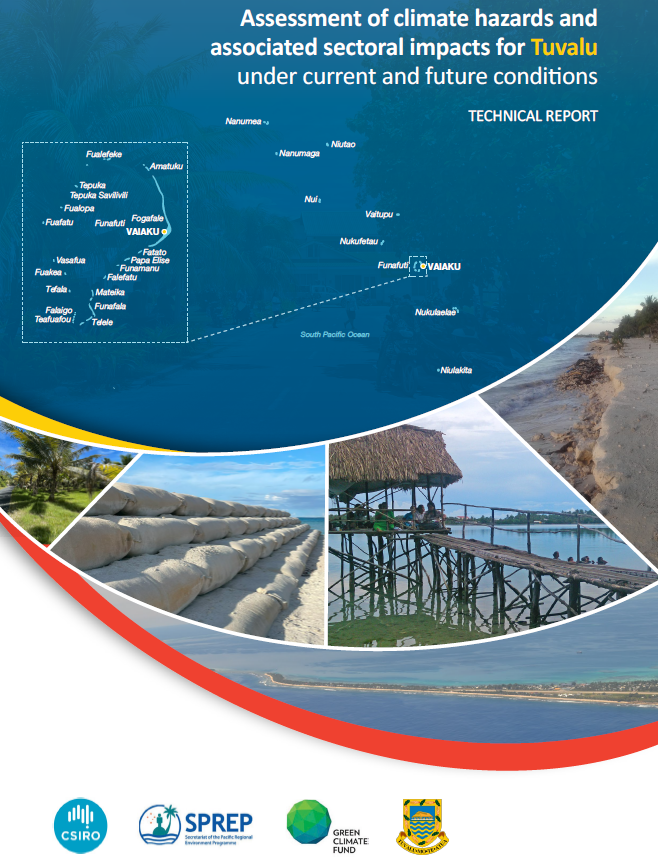 Assessment of climate hazards and
associated sectoral impacts for Tuvalu
under current and future conditions
TECHNICAL REPORT
Nanumea
Niutao
Nanumaga
Nui
Vaitupu
Nukufetau
Funafuti
VAIAKU
Nukulaelae
South Pacific Ocean
Niulakita
Fualefeke
Amatuku
Tepuka
Tepuka Savilivili
Fualopa
Fuafatu
Funafuti
Fogafale
VAIAKU
Fatato
Vasafua
Papa Elise
Funamanu
Fuakea
Falefatu
Tefala
Mateika
Funafala
Falaigo
Teafuafou
Telele
CSIRO
SPREP
Secretariat of the Pacific Regional
Environment Programme
GREEN
CLIMATE
FUND
TUVALU MO TE ATUA